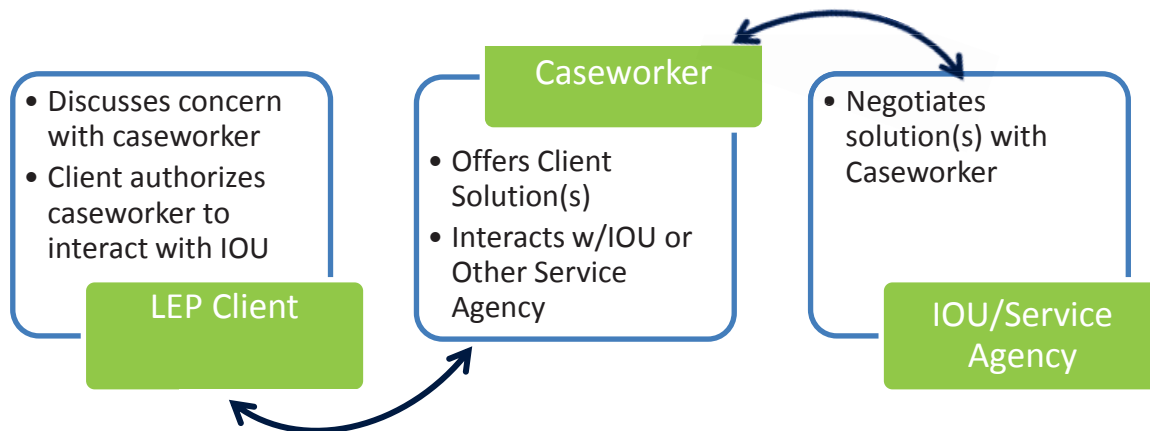 • Discusses concern
with caseworker
• Client authorizes
caseworker to
interact with IOU
LEP Client
Caseworker
• Offers Client
Solution(s)
• Interacts w/IOU or
Other Service
Agency
• Negotiates
solution(s) with
Caseworker
IOU/Service
Agency